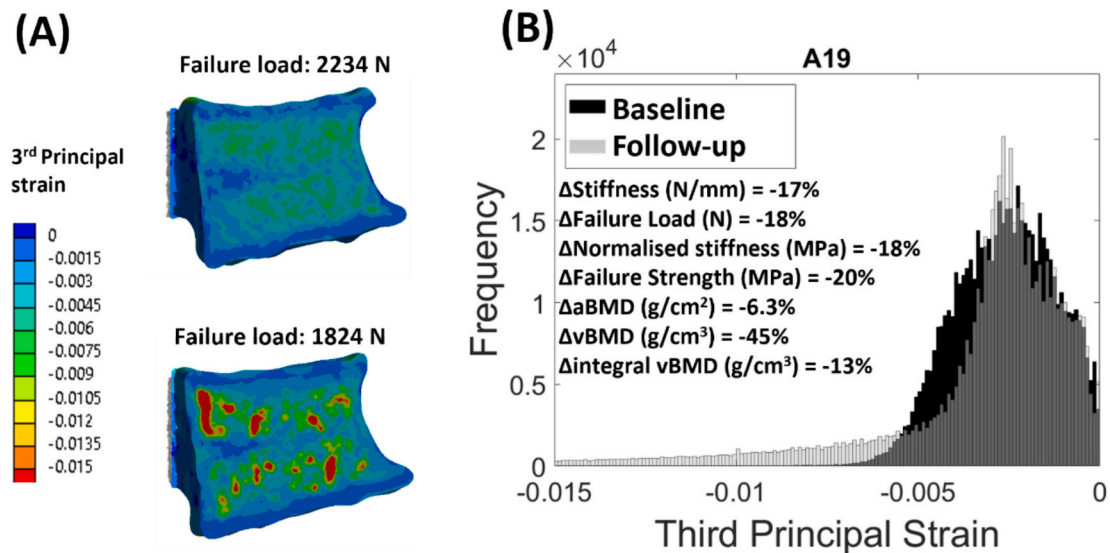 (A)
Failure load: 2234 N
3rd Principal
strain
0
-0.0015
-0.003
-0.0045
-0.006
-0.0075
-0.009
-0.0105
-0.012
-0.0135
-0.015
Failure load: 1824 N
(B)
×10⁴
A19
Baseline
Follow-up
ΔStiffness (N/mm) = -17%
ΔFailure Load (N) = -18%
ΔNormalised stiffness (MPa) = -18%
ΔFailure Strength (MPa) = -20%
ΔaBMD (g/cm²) = -6.3%
ΔvBMD (g/cm³) = -45%
Δintegral vBMD (g/cm³) = -13%
Frequency
2
1.5
1
0.5
0
-0.015
-0.01
-0.005
0
Third Principal Strain